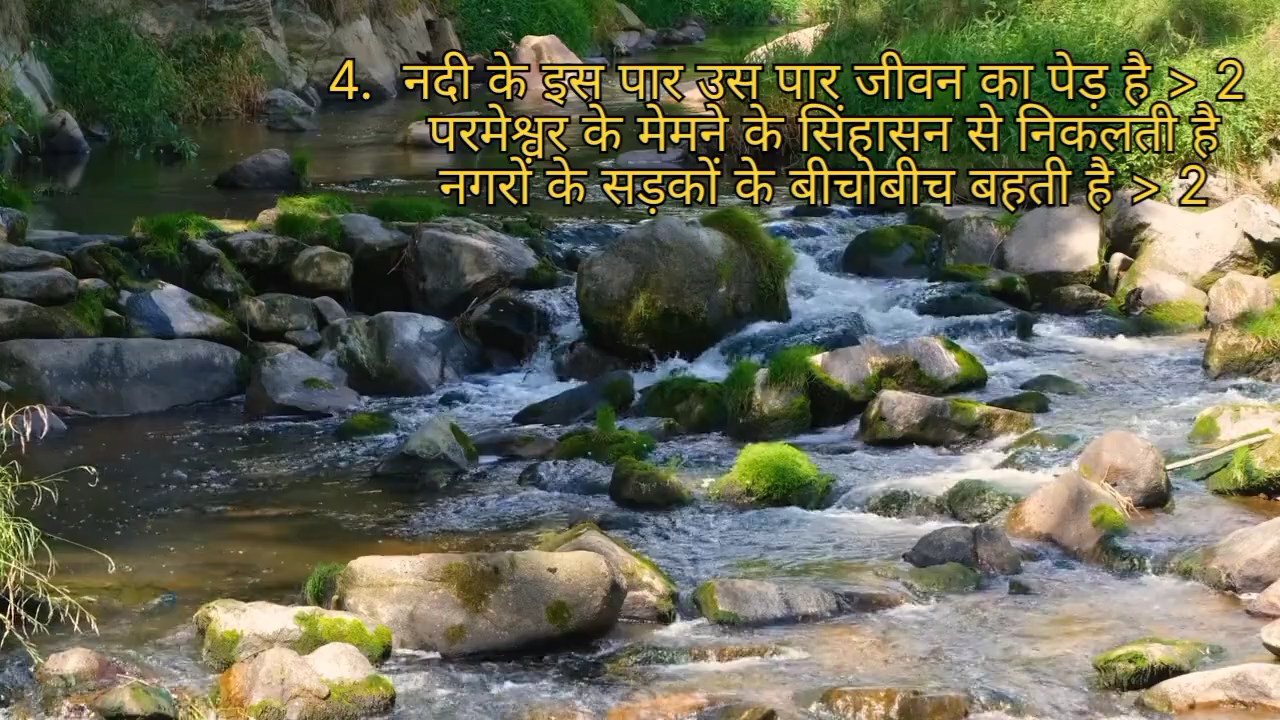 4. नदी के इस पार उस पार जीवन का पेड़ है > 2
परमेश्वर के मेमने के सिंहासन से निकलती है
नगरों के सड़कों के बीचोबीच बहती है > 2